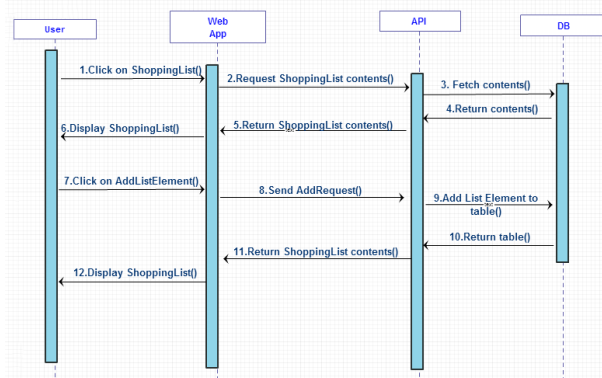 User
Web
App
API
DB
1.Click on ShoppingList()
2.Request ShoppingList contents()
3. Fetch contents()
4.Return contents()
5.Return ShoppingList contents()
6.Display ShoppingList()
7.Click on AddListElement()
8.Send AddRequest()
9.Add List Element to
table()
10.Return table()
11.Return ShoppingList contents()
12.Display ShoppingList()